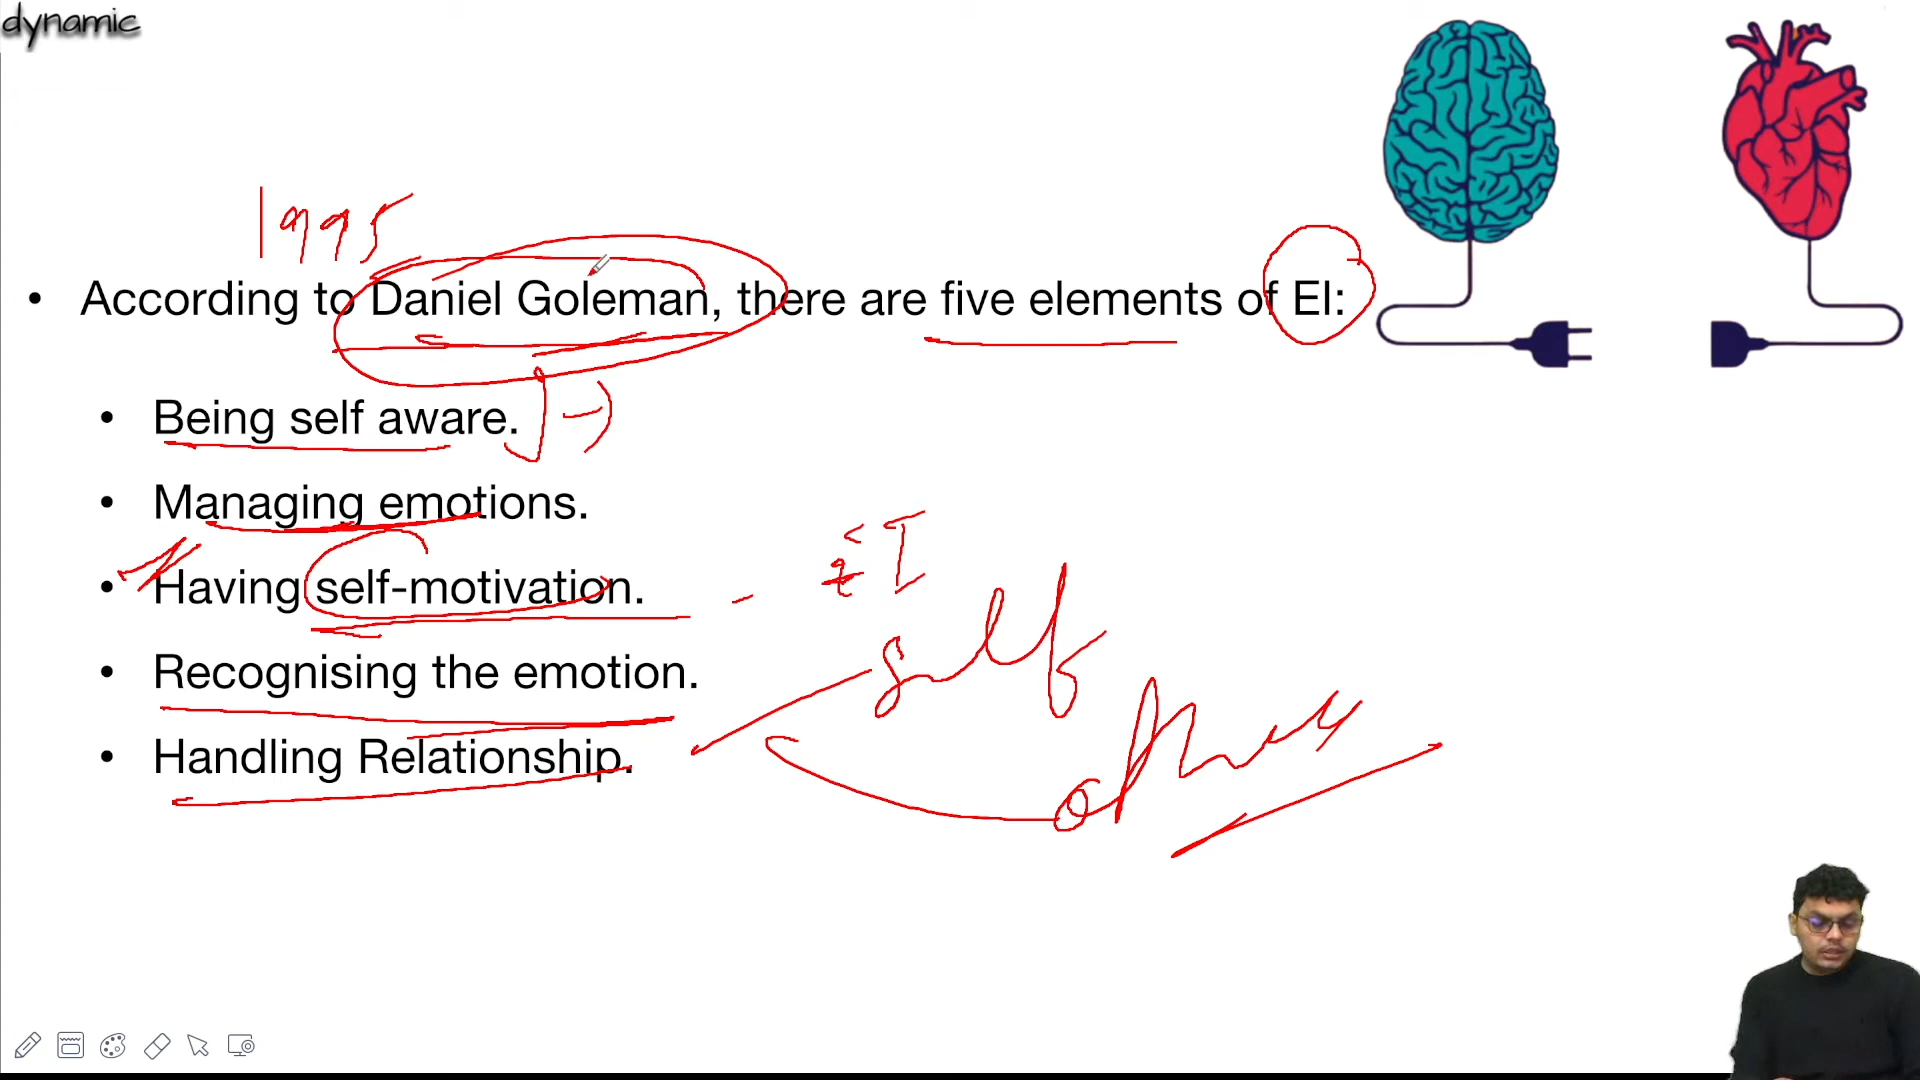 dynamic
1995
• According to Daniel Goleman, there are five elements of EI:
• Being self aware.
• Managing emotions.
• Having self-motivation.
• Recognising the emotion.
• Handling Relationship.
EI
self
others